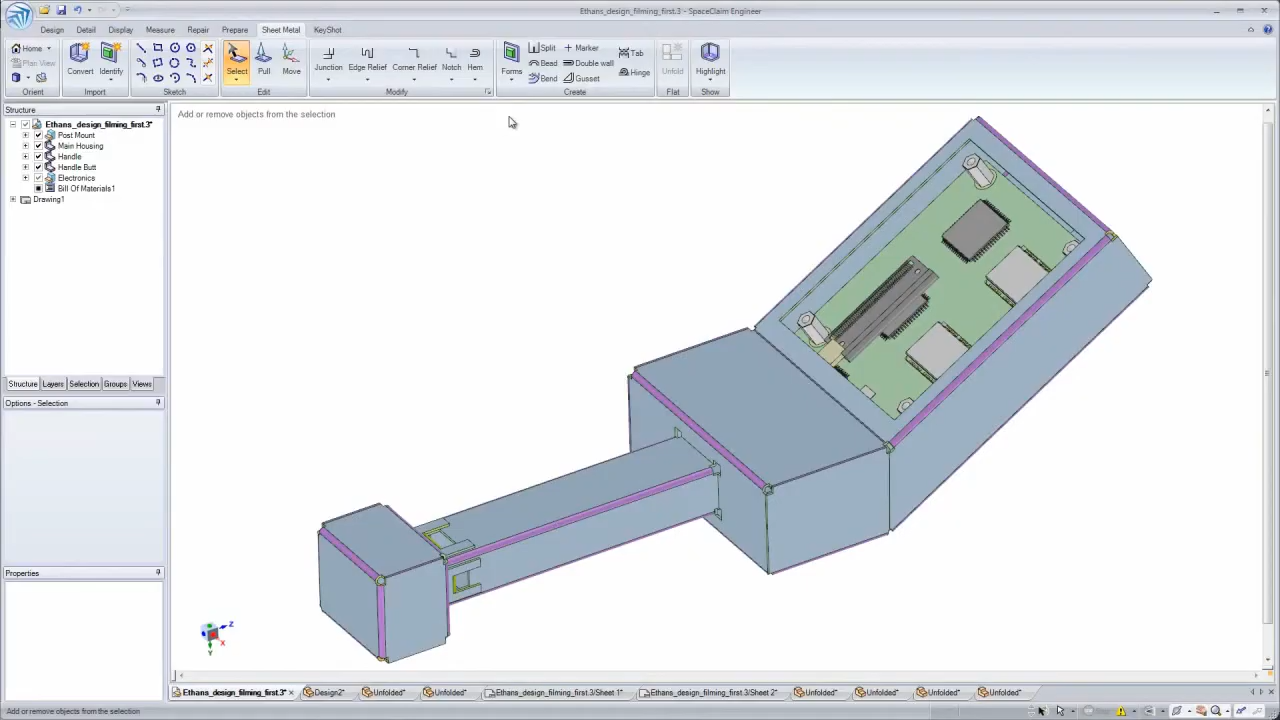 Ethans_design_filming_first.3 - SpaceClaim Engineer
Design Detail Display Measure Repair Prepare Sheet Metal KeyShot
Home
Plan View
Orient
Convert Identify
Import
Sketch
Select Pull Move
Edit
Junction Edge Relief Corner Relief Notch Hem
Modify
Forms
Split Marker Tab
Bead Double wall
Bend Gusset Hinge
Create
Unfold
Flat
Highlight
Show
Structure
Ethans_design_filming_first.3*
Post Mount
Main Housing
Handle
Handle Butt
Electronics
Bill Of Materials1
Drawing1
Structure Layers Selection Groups Views
Options - Selection
Properties
Add or remove objects from the selection
Z
X
Y
Ethans_design_filming_first.3* Design2* Unfolded* Unfolded* Ethans_design_filming_first.3/Sheet 1* Ethans_design_filming_first.3/Sheet 2* Unfolded* Unfolded* Unfolded* Unfolded*
Add or remove objects from the selection